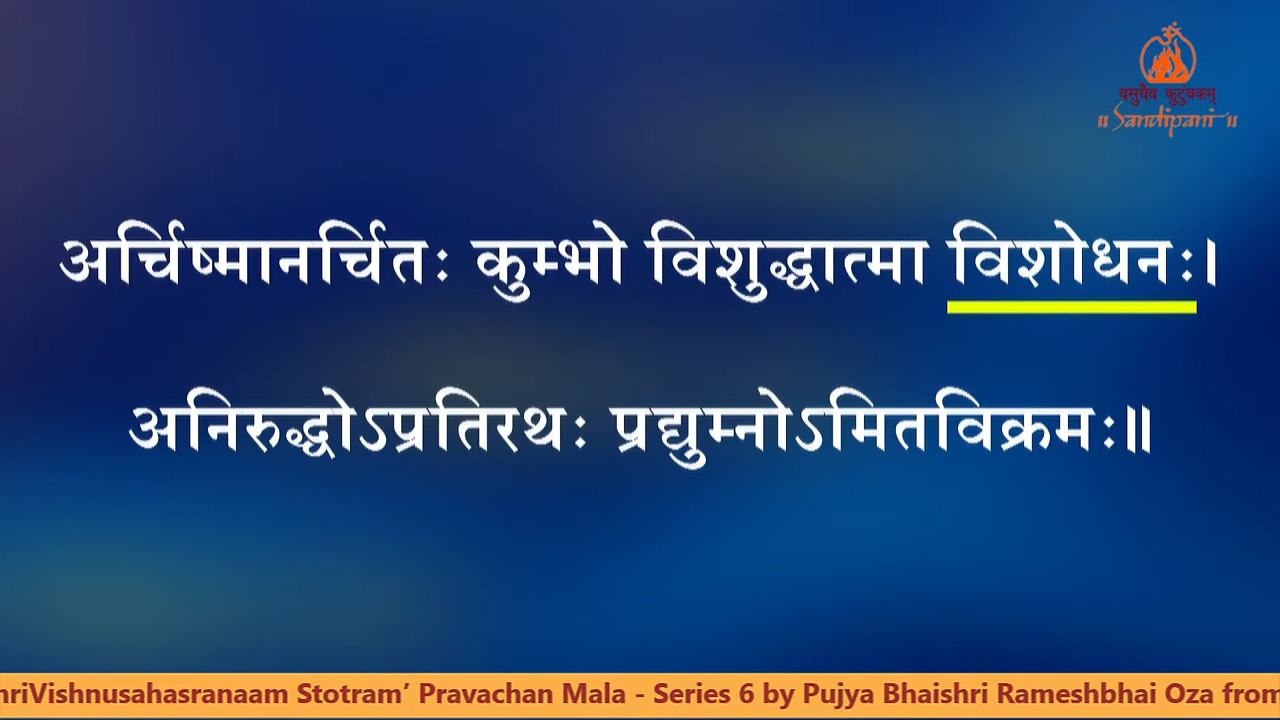 ॐ
वसुधैव कुटुंबकम्
॥ Sandipani ॥
अर्चिष्मानर्चितः कुम्भो विशुद्धात्मा विशोधनः।
अनिरुद्धोऽप्रतिरथः प्रद्युम्नोऽमितविक्रमः॥
hriVishnusahasranaam Stotram’ Pravachan Mala - Series 6 by Pujya Bhaishri Rameshbhai Oza from